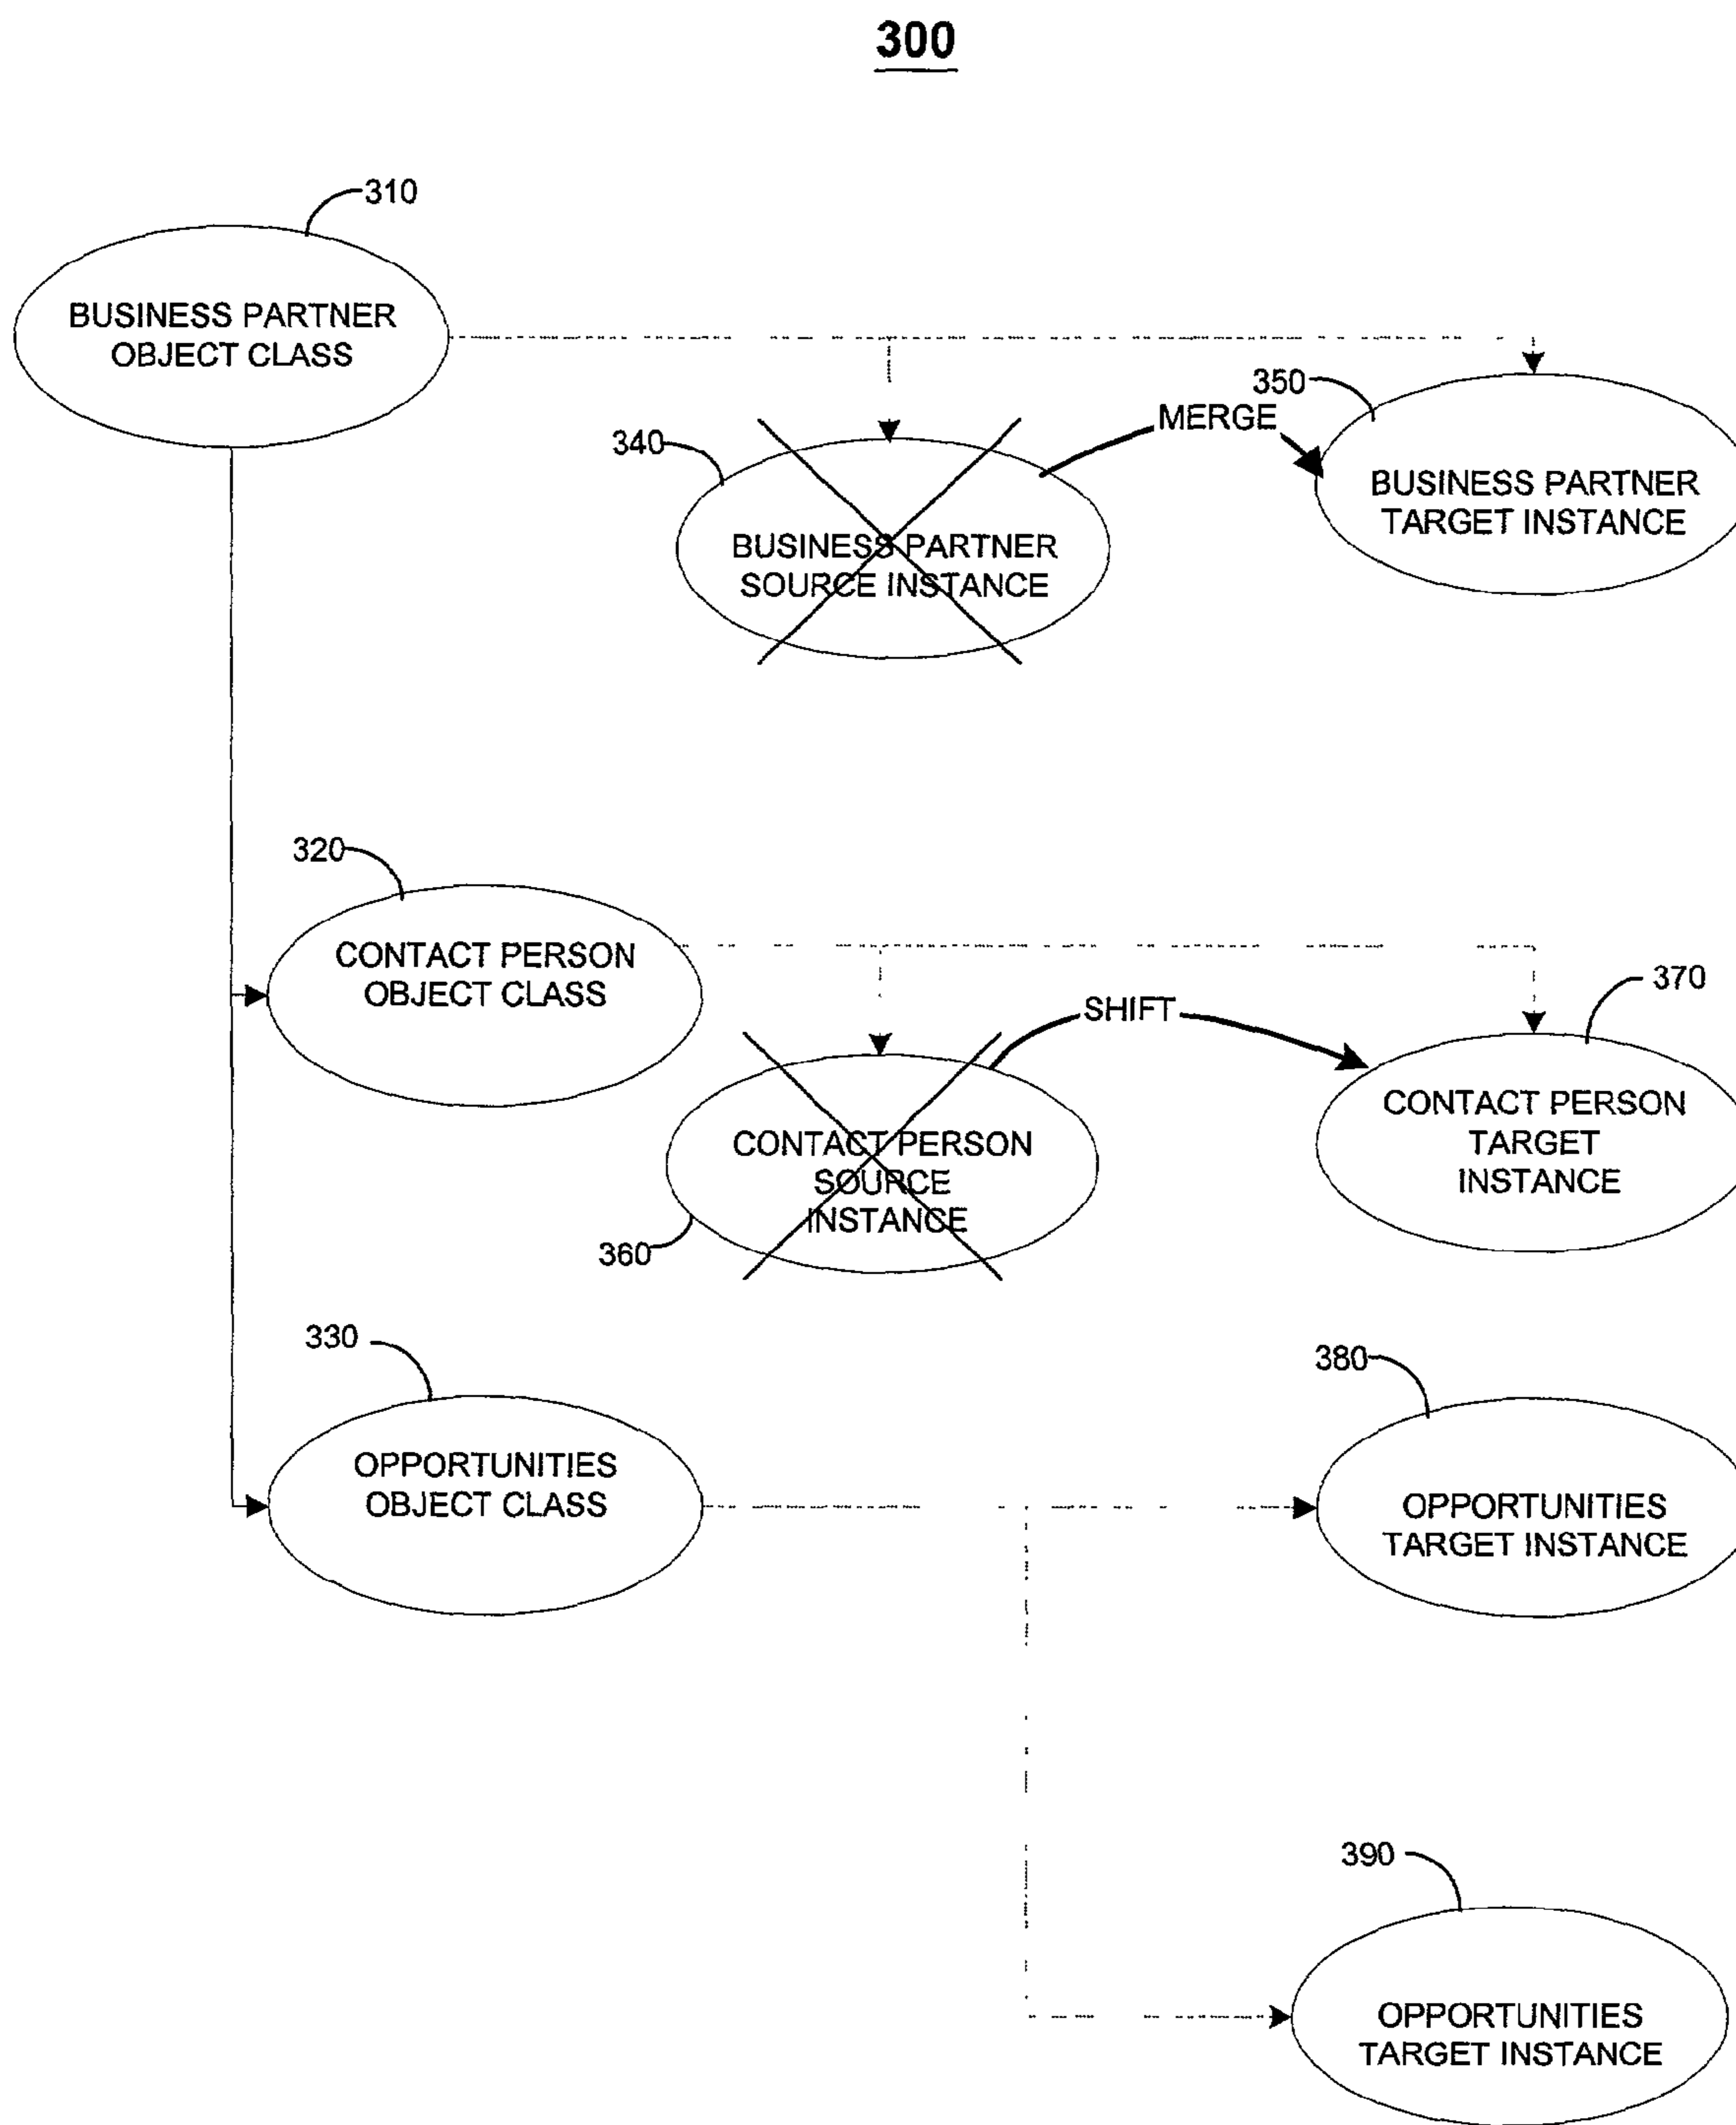 300
310
BUSINESS PARTNER
OBJECT CLASS
350
MERGE
340
BUSINESS PARTNER
TARGET INSTANCE
BUSINESS PARTNER
SOURCE INSTANCE
320
CONTACT PERSON
OBJECT CLASS
370
SHIFT
CONTACT PERSON
TARGET
INSTANCE
CONTACT PERSON
SOURCE
INSTANCE
360
330
380
OPPORTUNITIES
OBJECT CLASS
OPPORTUNITIES
TARGET INSTANCE
390
OPPORTUNITIES
TARGET INSTANCE